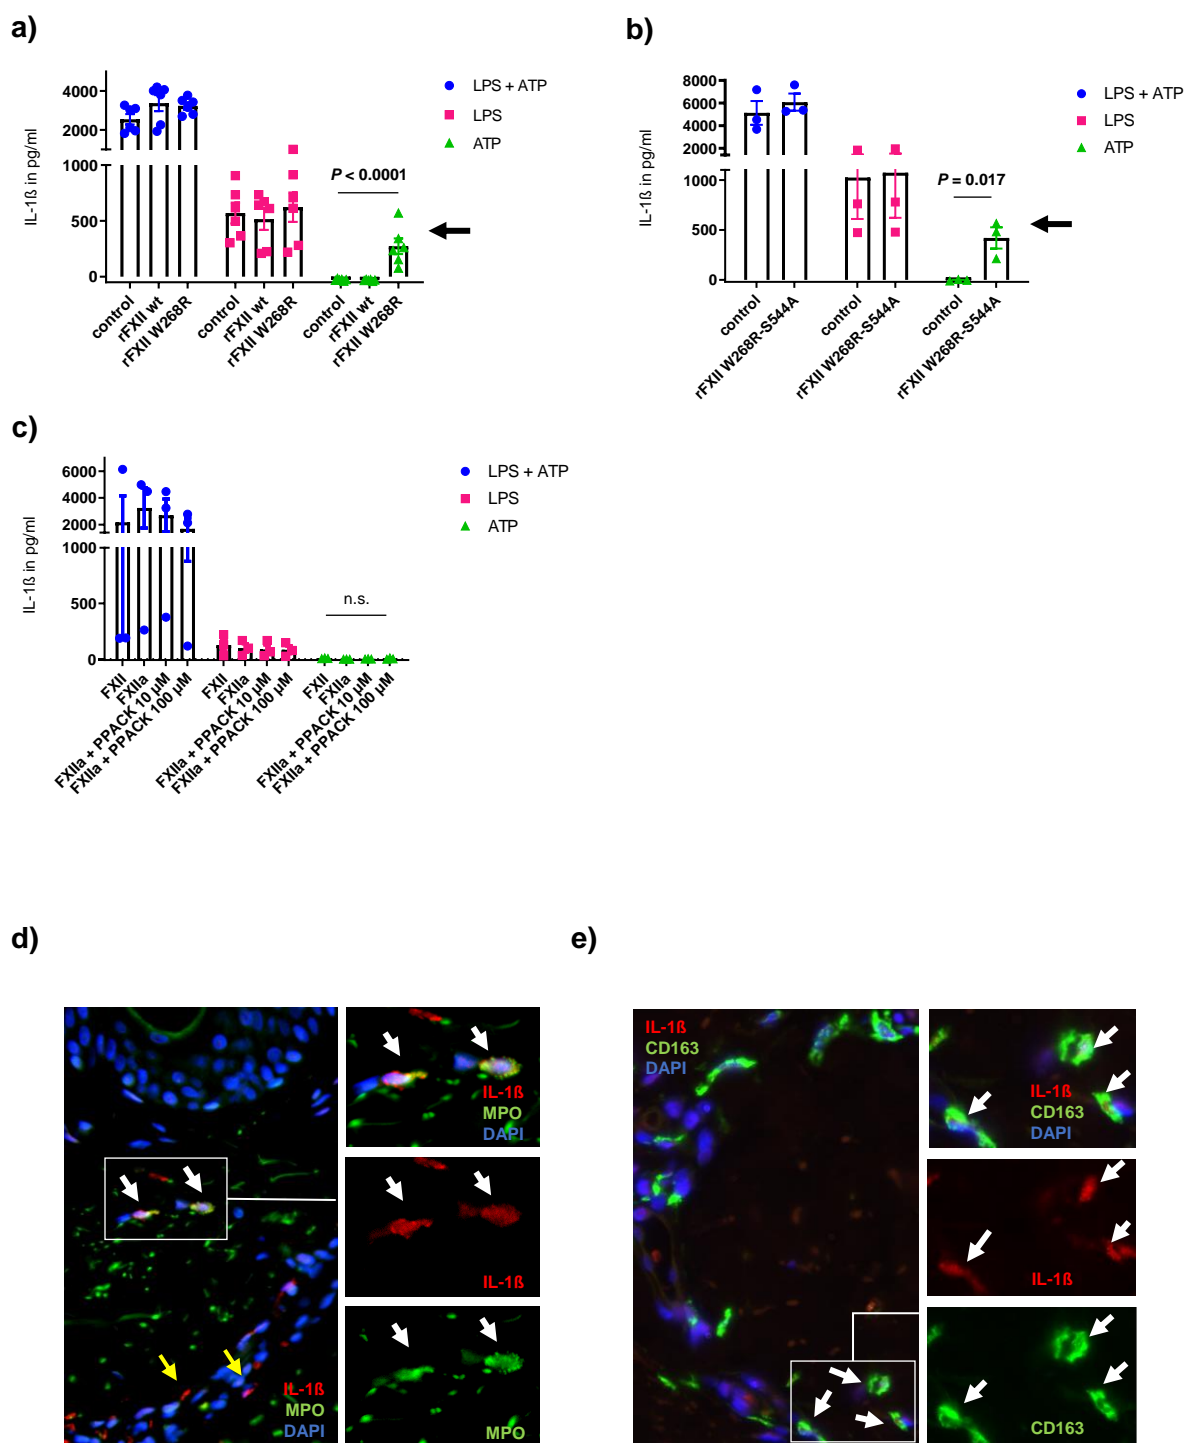 a)
IL-1ß in pg/ml
4000
2000
1000
500
0
LPS + ATP
LPS
ATP
P < 0.0001
control
rFXII wt
rFXII W268R
control
rFXII wt
rFXII W268R
control
rFXII wt
rFXII W268R
b)
IL-1ß in pg/ml
8000
6000
4000
2000
1000
500
0
LPS + ATP
LPS
ATP
P = 0.017
control
rFXII W268R-S544A
control
rFXII W268R-S544A
control
rFXII W268R-S544A
c)
IL-1ß in pg/ml
6000
4000
2000
1000
500
0
LPS + ATP
LPS
ATP
n.s.
FXII
FXIIa
FXIIa + PPACK 10 µM
FXIIa + PPACK 100 µM
FXII
FXIIa
FXIIa + PPACK 10 µM
FXIIa + PPACK 100 µM
FXII
FXIIa
FXIIa + PPACK 10 µM
FXIIa + PPACK 100 µM
d)
IL-1ß
MPO
DAPI
IL-1ß
MPO
DAPI
IL-1ß
MPO
e)
IL-1ß
CD163
DAPI
IL-1ß
CD163
DAPI
IL-1ß
CD163